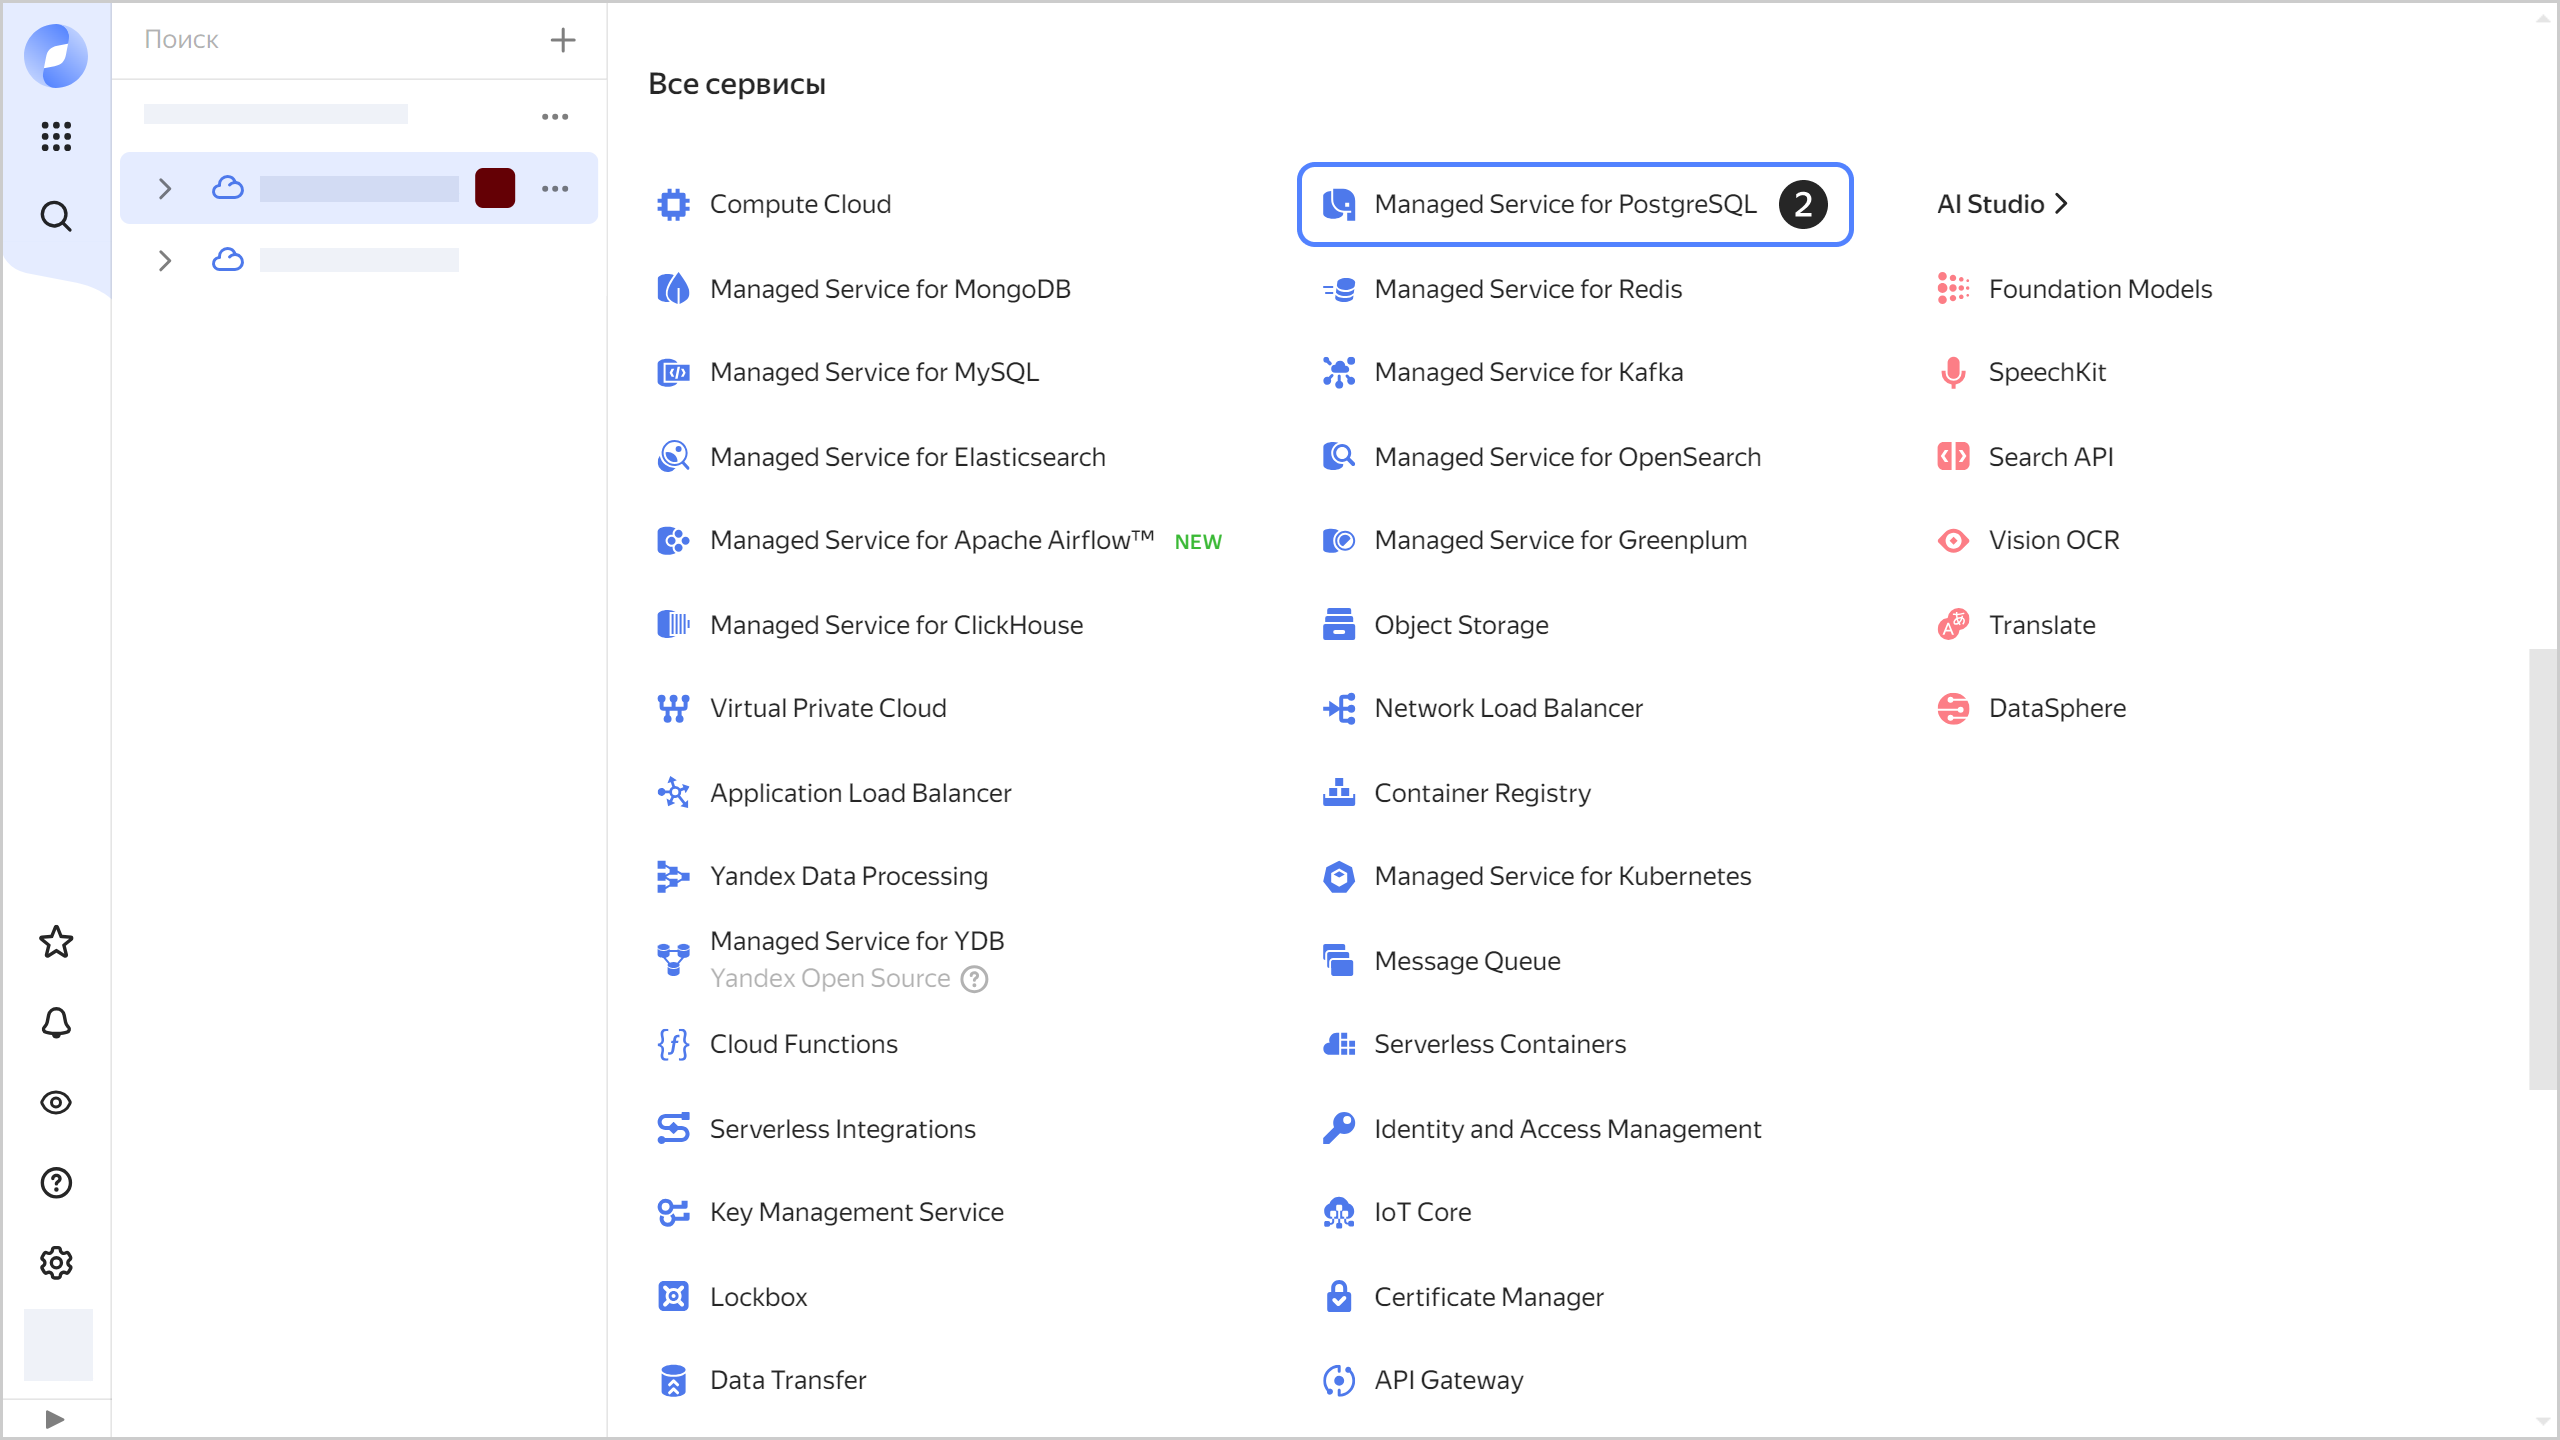 Поиск
Все сервисы
Compute Cloud
Managed Service for MongoDB
Managed Service for MySQL
Managed Service for Elasticsearch
Managed Service for Apache Airflow™ NEW
Managed Service for ClickHouse
Virtual Private Cloud
Application Load Balancer
Yandex Data Processing
Managed Service for YDB
Yandex Open Source
Cloud Functions
Serverless Integrations
Key Management Service
Lockbox
Data Transfer
Managed Service for PostgreSQL 2
Managed Service for Redis
Managed Service for Kafka
Managed Service for OpenSearch
Managed Service for Greenplum
Object Storage
Network Load Balancer
Container Registry
Managed Service for Kubernetes
Message Queue
Serverless Containers
Identity and Access Management
IoT Core
Certificate Manager
API Gateway
AI Studio
Foundation Models
SpeechKit
Search API
Vision OCR
Translate
DataSphere